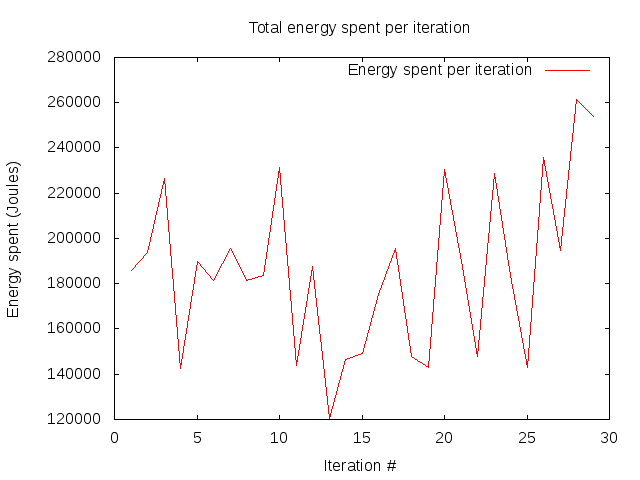 Total energy spent per iteration
Energy spent per iteration
Energy spent (Joules)
280000
260000
240000
220000
200000
180000
160000
140000
120000
0 5 10 15 20 25 30
Iteration #